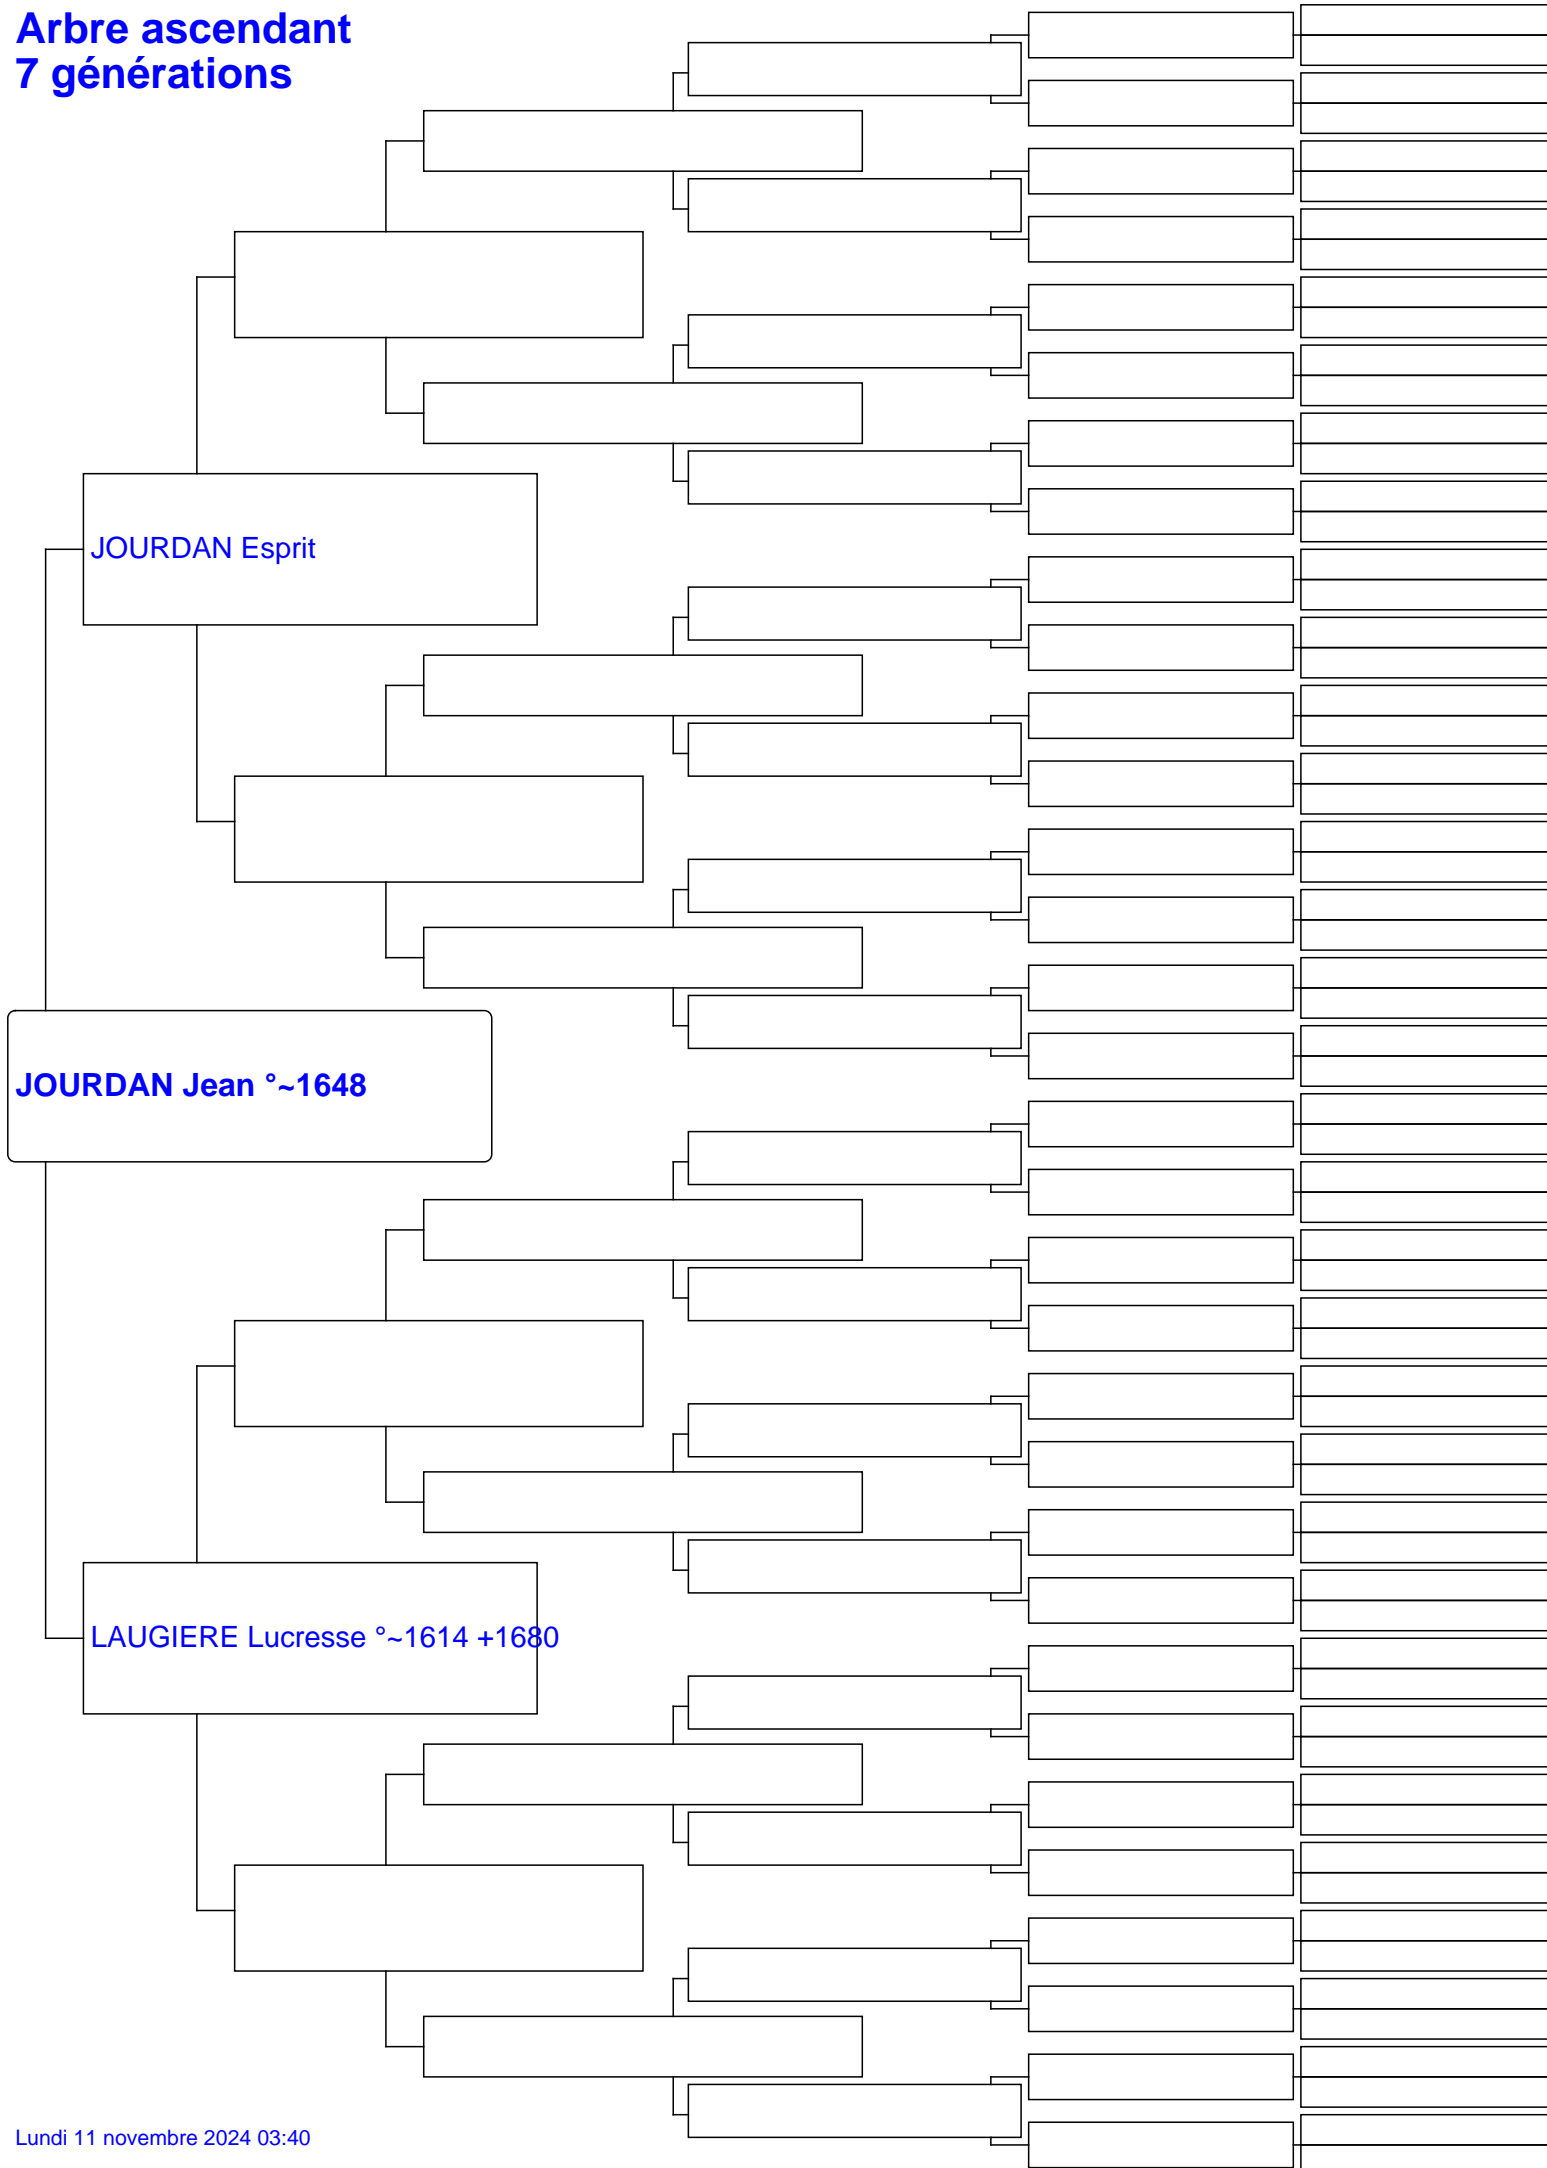 Arbre ascendant
7 générations
JOURDAN Esprit
JOURDAN Jean °~1648
LAUGIERE Lucresse °~1614 +1680
Lundi 11 novembre 2024 03:40